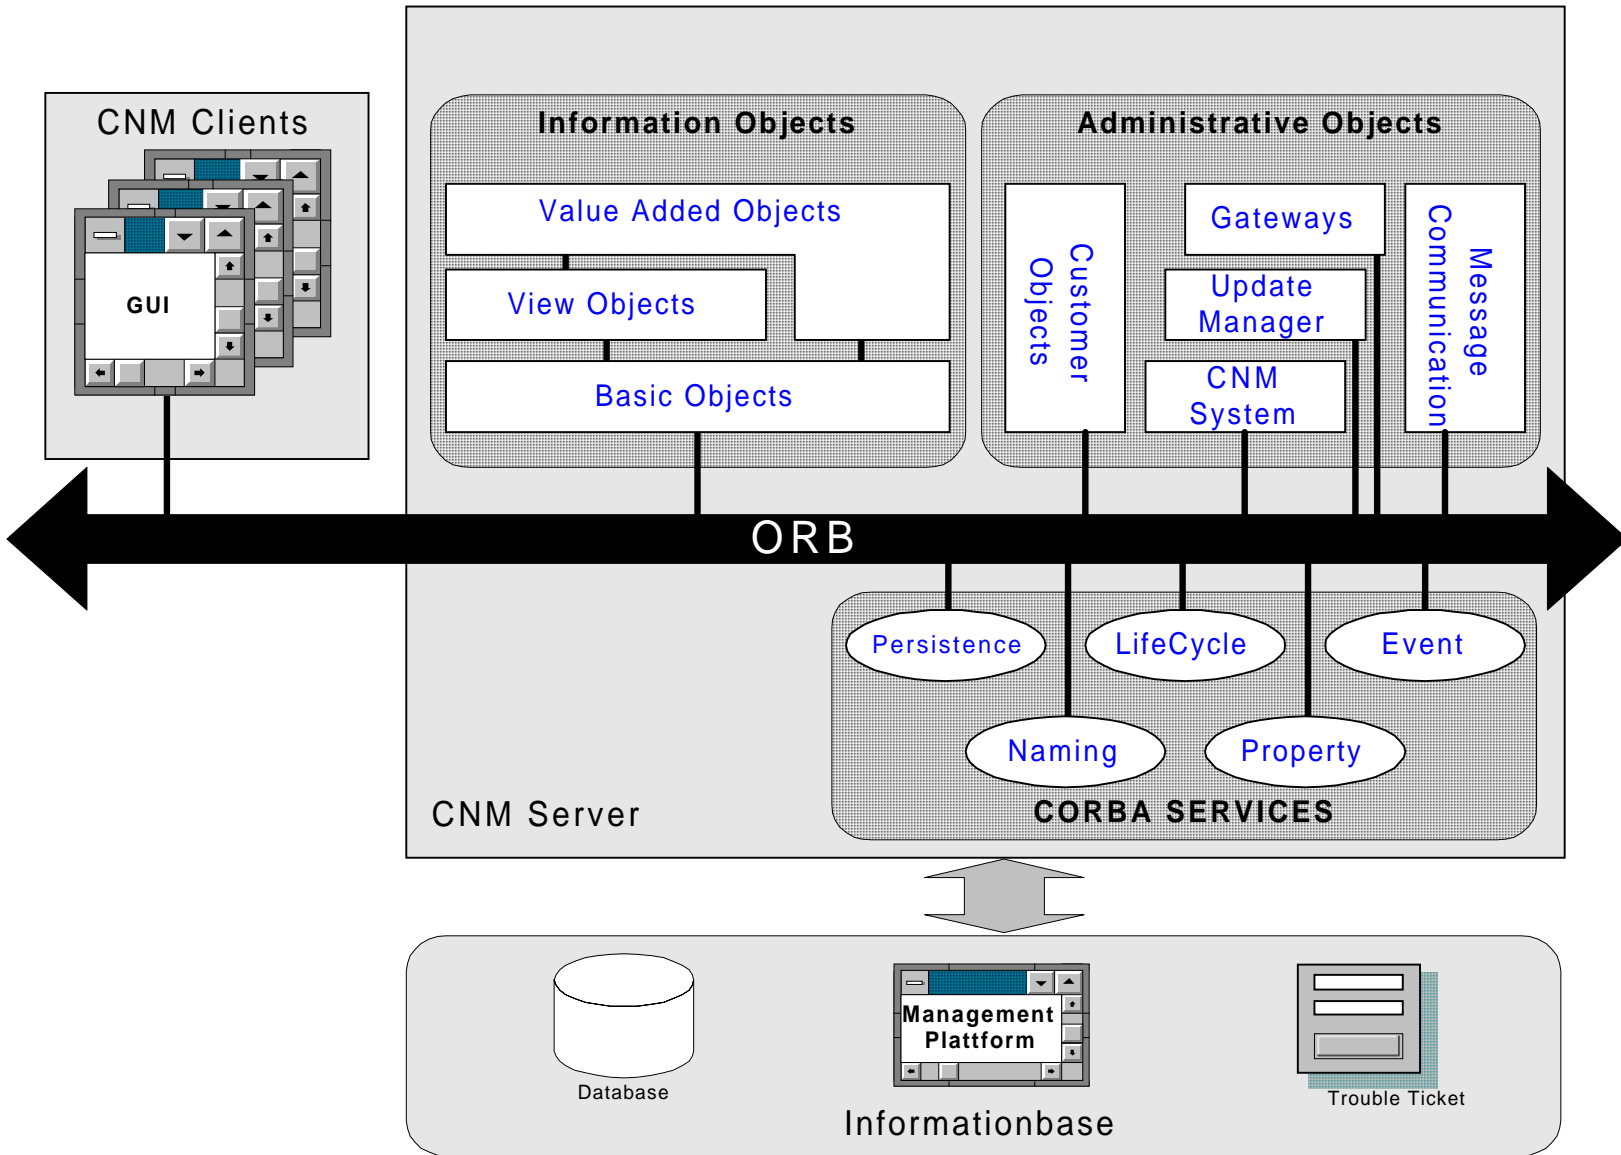 CNM Clients
GUI
Information Objects
Value Added Objects
View Objects
Basic Objects
Administrative Objects
Customer
Objects
Gateways
Update
Manager
CNM
System
Message
Communication
ORB
Persistence
LifeCycle
Event
Naming
Property
CORBA SERVICES
CNM Server
Database
Management
Plattform
Trouble Ticket
Informationbase